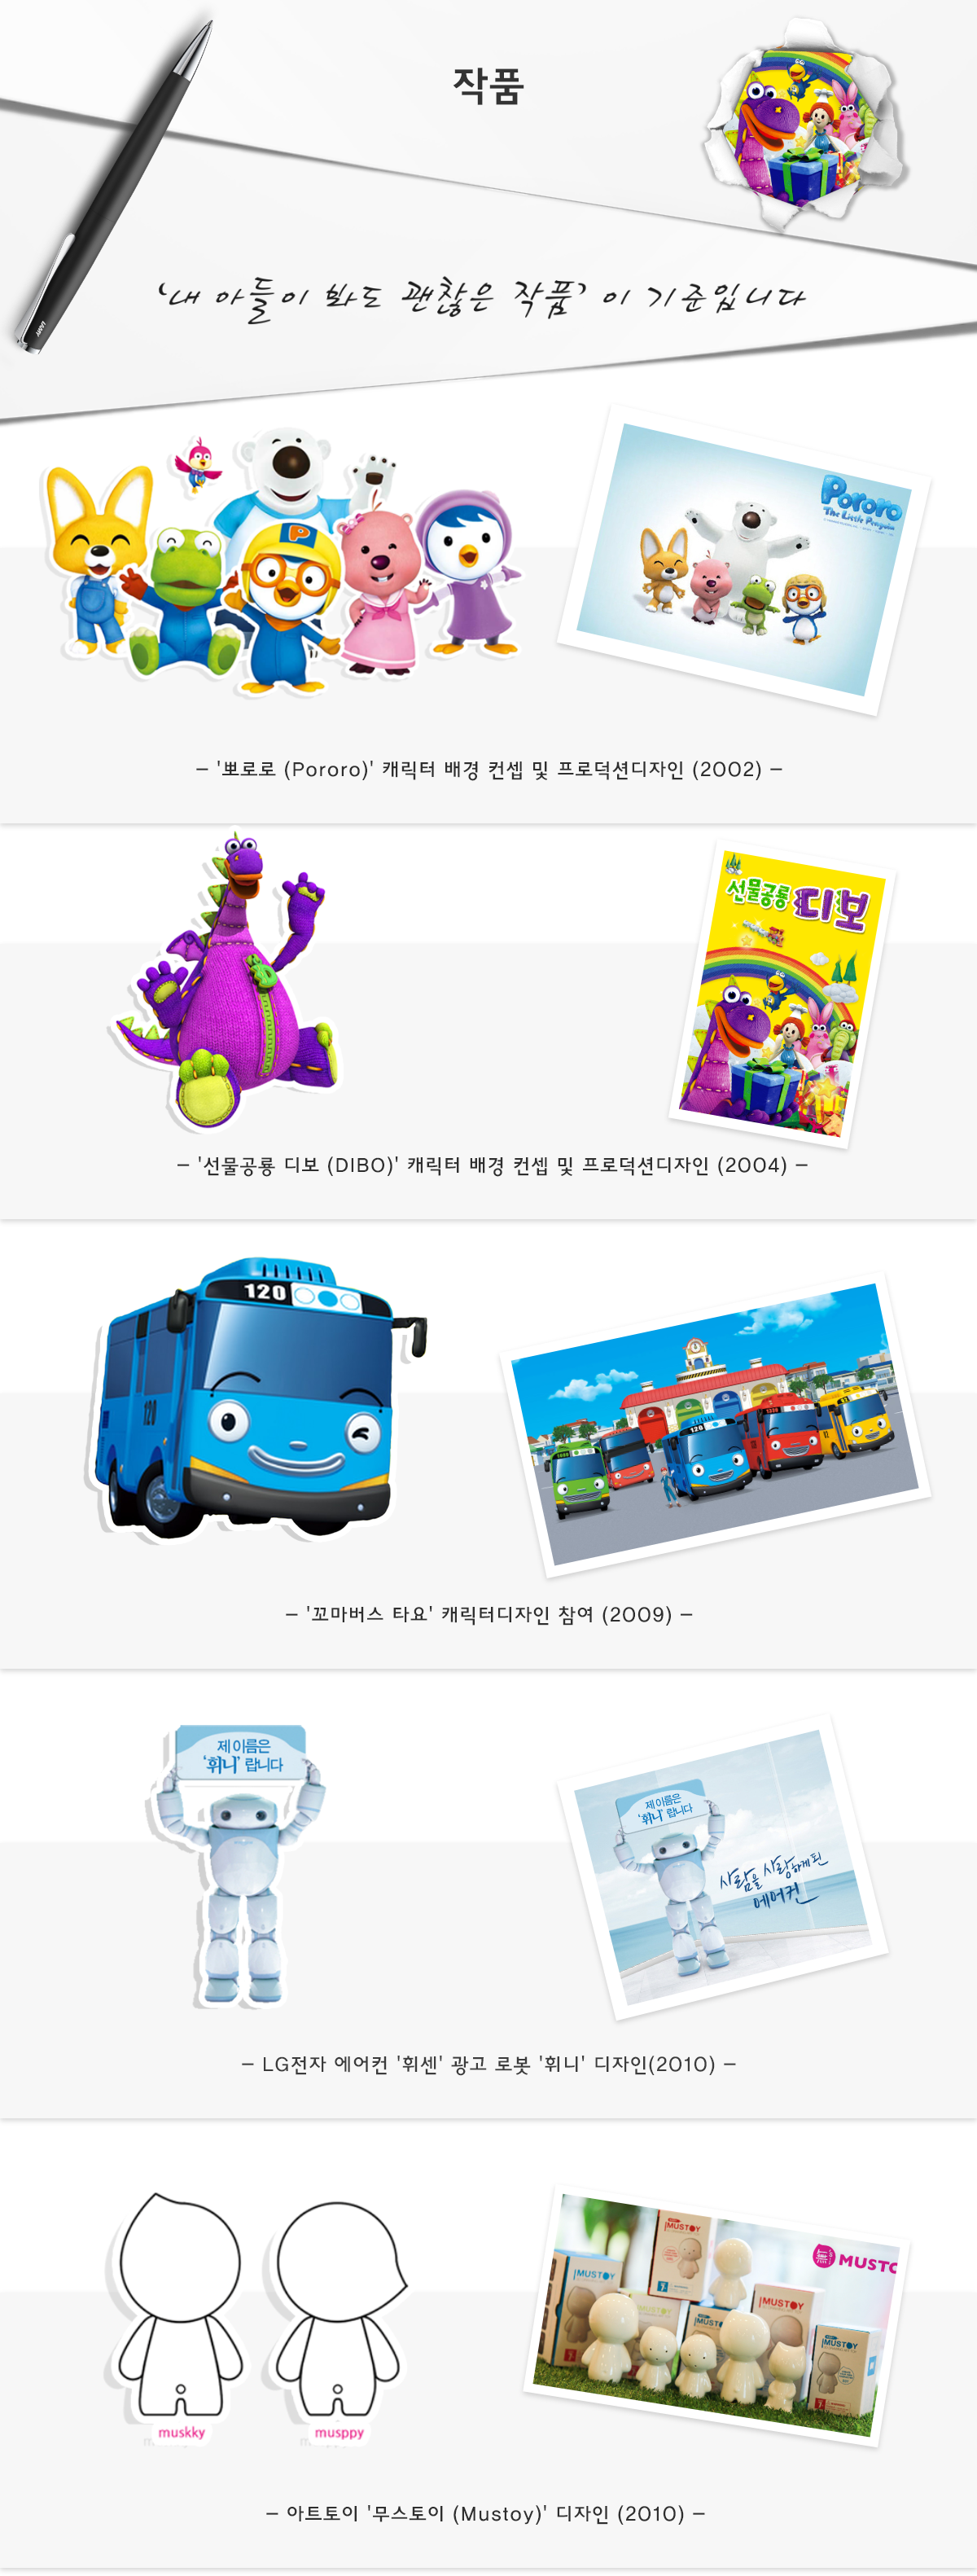 작품
‘내 아들이 봐도 괜찮은 작품’ 이 기준입니다
LAMY
P
Pororo
The Little Penguin
– '뽀로로 (Pororo)' 캐릭터 배경 컨셉 및 프로덕션디자인 (2002) –
선물공룡 디보
– '선물공룡 디보 (DIBO)' 캐릭터 배경 컨셉 및 프로덕션디자인 (2004) –
120
120
120
– '꼬마버스 타요' 캐릭터디자인 참여 (2009) –
제 이름은
‘휘니’ 랍니다
제 이름은
‘휘니’ 랍니다
사람을 사랑하게 된
에어컨
– LG전자 에어컨 '휘센' 광고 로봇 '휘니' 디자인(2010) –
muskky
musppy
MUSTOY
MUSTOY
MUSTOY
MUSTOY
MUSTO
– 아트토이 '무스토이 (Mustoy)' 디자인 (2010) –